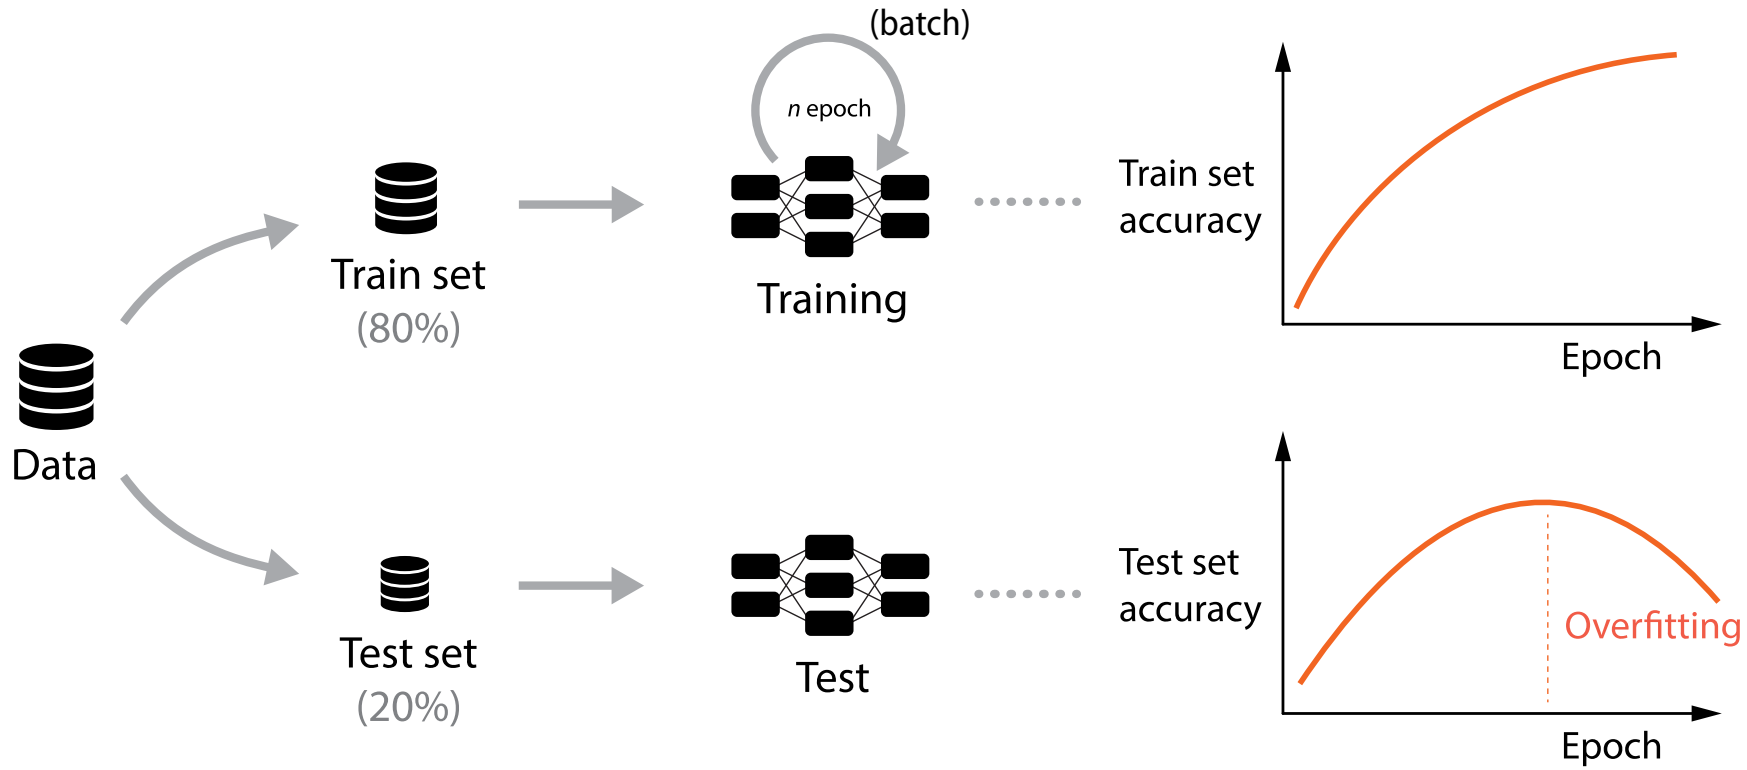 (batch)
n epoch
Train set
(80%)
Training
Train set
accuracy
Epoch
Data
Test set
(20%)
Test
Test set
accuracy
Overfitting
Epoch